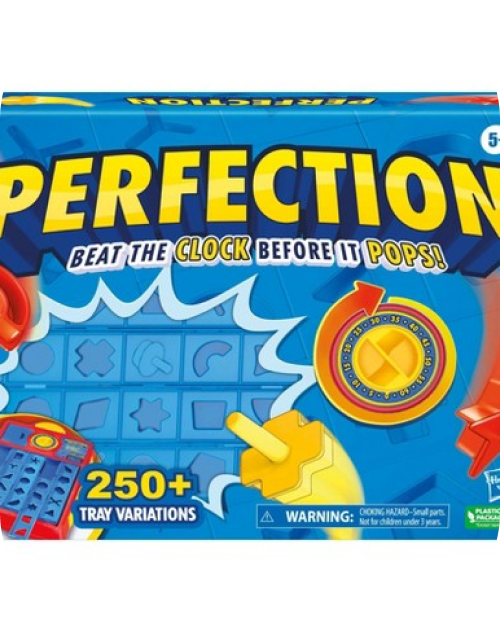 PERFECTION
PERFECTION
BEAT THE CLOCK BEFORE IT POPS!
250+
TRAY VARIATIONS
WARNING: CHOKING HAZARD–Small parts.
Not for children under 3 years.
PLASTIC